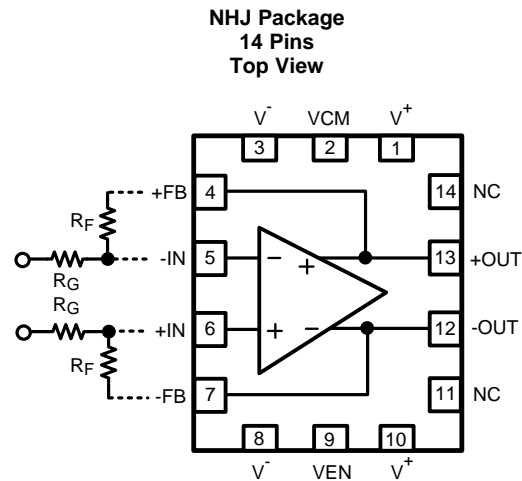 NHJ Package
14 Pins
Top View
V- VCM V+
3 2 1
+FB 4 14 NC
RF
-IN 5 - + 13 +OUT
RG
RG
+IN 6 + - 12 -OUT
RF
-FB 7 11 NC
8 9 10
V- VEN V+